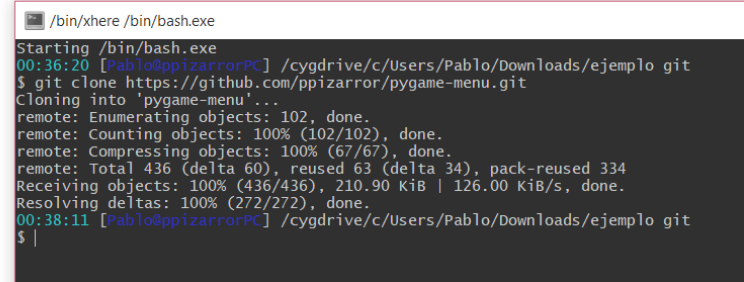 /bin/xhere /bin/bash.exe
Starting /bin/bash.exe
00:36:20 [Pablo@ppizarrorPC] /cygdrive/c/Users/Pablo/Downloads/ejemplo git
$ git clone https://github.com/ppizarror/pygame-menu.git
Cloning into 'pygame-menu'...
remote: Enumerating objects: 102, done.
remote: Counting objects: 100% (102/102), done.
remote: Compressing objects: 100% (67/67), done.
remote: Total 436 (delta 60), reused 63 (delta 34), pack-reused 334
Receiving objects: 100% (436/436), 210.90 KiB | 126.00 KiB/s, done.
Resolving deltas: 100% (272/272), done.
00:38:11 [Pablo@ppizarrorPC] /cygdrive/c/Users/Pablo/Downloads/ejemplo git
$